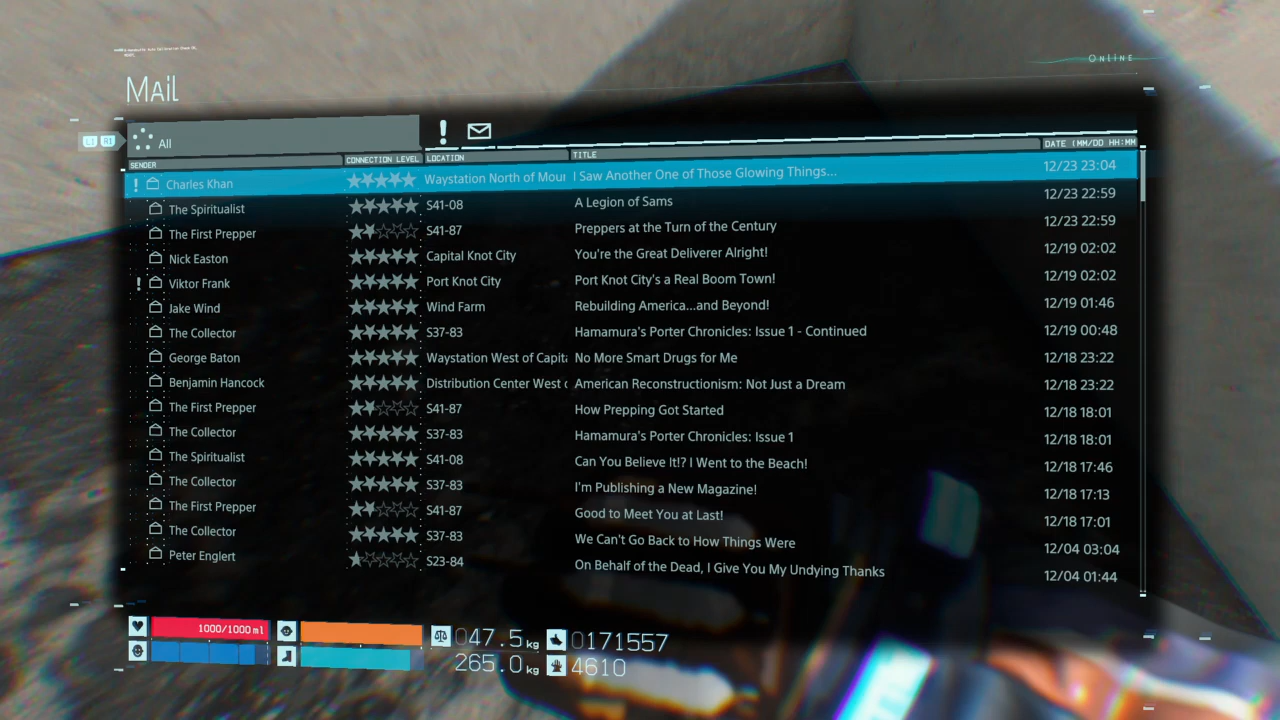 Mail
Online
L1 R1 All
SENDER CONNECTION LEVEL LOCATION TITLE DATE (MM/DD HH:MM
! Charles Khan Waystation North of Moun I Saw Another One of Those Glowing Things... 12/23 23:04
The Spiritualist S41-08 A Legion of Sams 12/23 22:59
The First Prepper S41-87 Preppers at the Turn of the Century 12/23 22:59
Nick Easton Capital Knot City You're the Great Deliverer Alright! 12/19 02:02
! Viktor Frank Port Knot City Port Knot City's a Real Boom Town! 12/19 02:02
Jake Wind Wind Farm Rebuilding America...and Beyond! 12/19 01:46
The Collector S37-83 Hamamura's Porter Chronicles: Issue 1 - Continued 12/19 00:48
George Baton Waystation West of Capita No More Smart Drugs for Me 12/18 23:22
Benjamin Hancock Distribution Center West o American Reconstructionism: Not Just a Dream 12/18 23:22
The First Prepper S41-87 How Prepping Got Started 12/18 18:01
The Collector S37-83 Hamamura's Porter Chronicles: Issue 1 12/18 18:01
The Spiritualist S41-08 Can You Believe It!? I Went to the Beach! 12/18 17:46
The Collector S37-83 I'm Publishing a New Magazine! 12/18 17:13
The First Prepper S41-87 Good to Meet You at Last! 12/18 17:01
The Collector S37-83 We Can't Go Back to How Things Were 12/04 03:04
Peter Englert S23-84 On Behalf of the Dead, I Give You My Undying Thanks 12/04 01:44
1000/1000 ml 047.5 kg 0171557
265.0 kg 4610